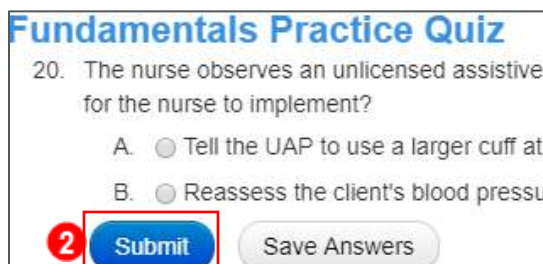 Fundamentals Practice Quiz
20. The nurse observes an unlicensed assistive
for the nurse to implement?
A. Tell the UAP to use a larger cuff at
B. Reassess the client's blood pressu
2 Submit Save Answers